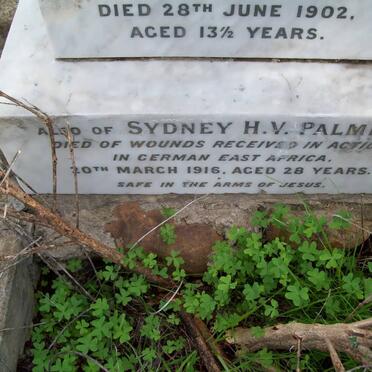 DIED 28TH JUNE 1902,
AGED 13½ YEARS.
ALSO OF SYDNEY H.V. PALM
DIED OF WOUNDS RECEIVED IN ACTIO
IN GERMAN EAST AFRICA,
20TH MARCH 1916, AGED 28 YEARS.
SAFE IN THE ARMS OF JESUS.